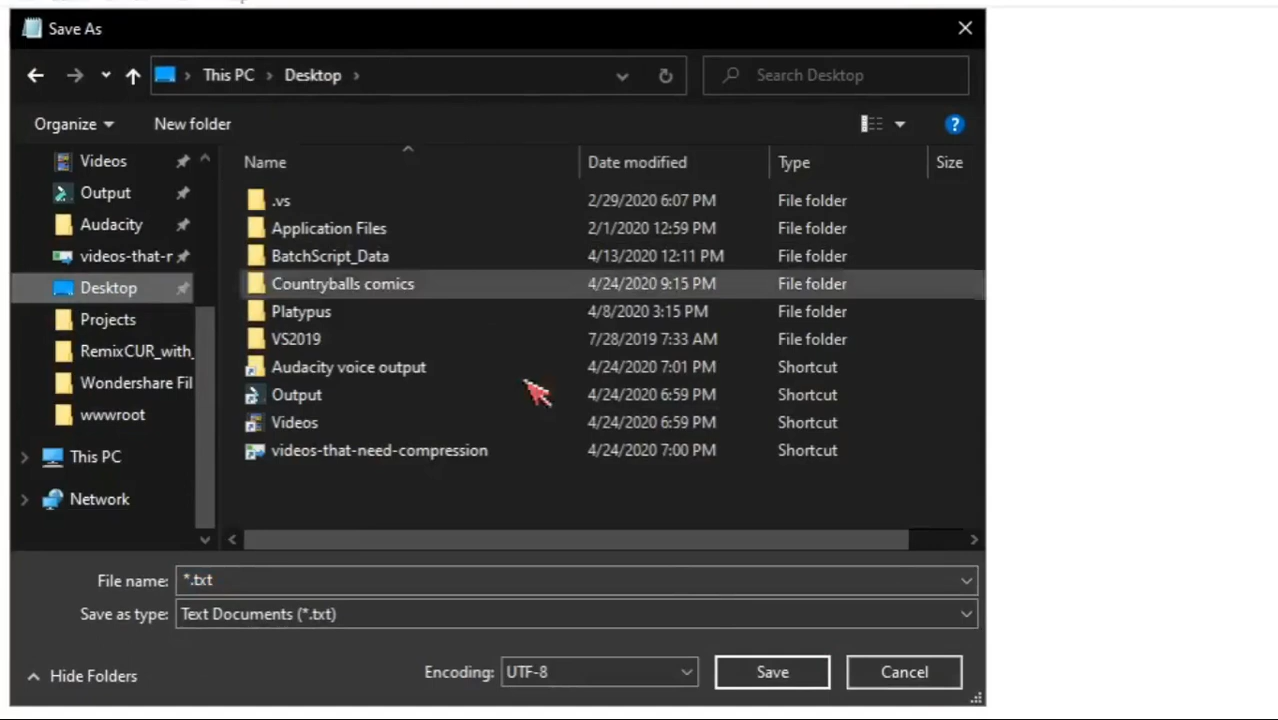 Save As
This PC > Desktop >
Search Desktop
Organize
New folder
Name Date modified Type Size
Videos
Output
Audacity
videos-that-r
Desktop
Projects
RemixCUR_with_
Wondershare Fil
wwwroot
This PC
Network
.vs 2/29/2020 6:07 PM File folder
Application Files 2/1/2020 12:59 PM File folder
BatchScript_Data 4/13/2020 12:11 PM File folder
Countryballs comics 4/24/2020 9:15 PM File folder
Platypus 4/8/2020 3:15 PM File folder
VS2019 7/28/2019 7:33 AM File folder
Audacity voice output 4/24/2020 7:01 PM Shortcut
Output 4/24/2020 6:59 PM Shortcut
Videos 4/24/2020 6:59 PM Shortcut
videos-that-need-compression 4/24/2020 7:00 PM Shortcut
File name: *.txt
Save as type: Text Documents (*.txt)
Hide Folders
Encoding: UTF-8
Save
Cancel